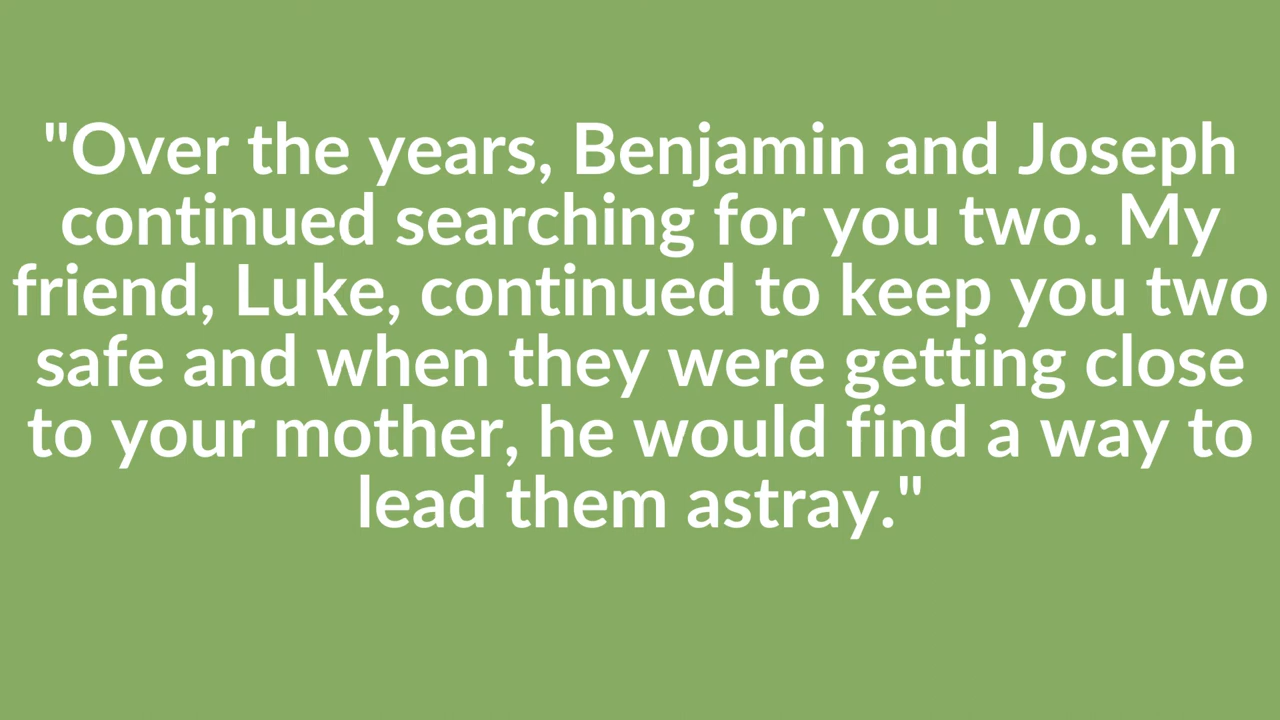 "Over the years, Benjamin and Joseph
continued searching for you two. My
friend, Luke, continued to keep you two
safe and when they were getting close
to your mother, he would find a way to
lead them astray."